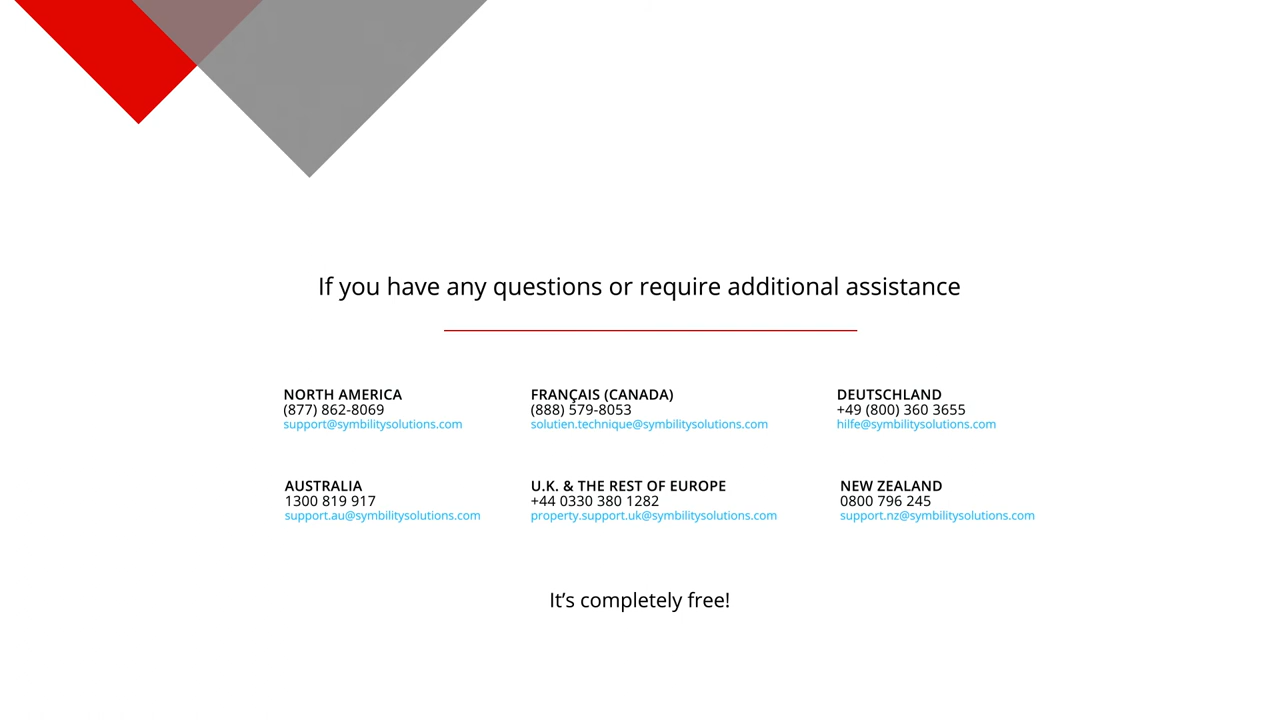 If you have any questions or require additional assistance
NORTH AMERICA
(877) 862-8069
support@symbilitysolutions.com
FRANÇAIS (CANADA)
(888) 579-8053
solutien.technique@symbilitysolutions.com
DEUTSCHLAND
+49 (800) 360 3655
hilfe@symbilitysolutions.com
AUSTRALIA
1300 819 917
support.au@symbilitysolutions.com
U.K. & THE REST OF EUROPE
+44 0330 380 1282
property.support.uk@symbilitysolutions.com
NEW ZEALAND
0800 796 245
support.nz@symbilitysolutions.com
It’s completely free!